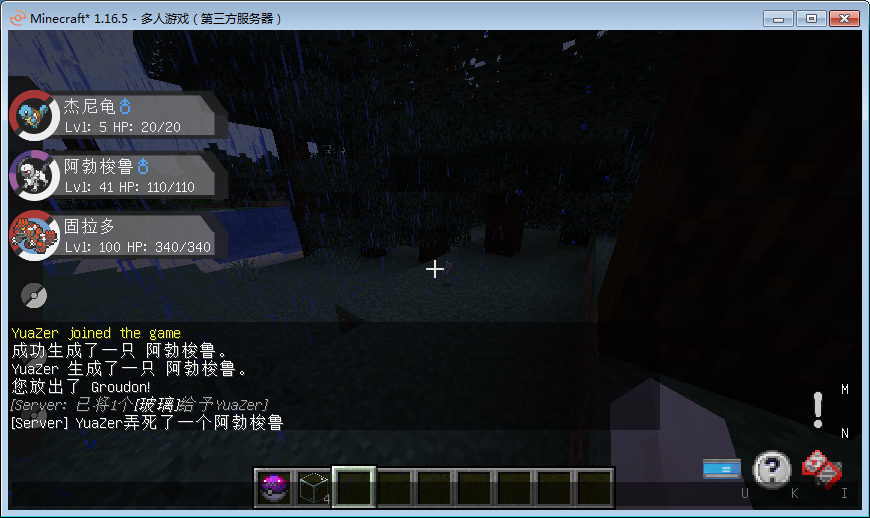 Minecraft* 1.16.5 - 多人游戏（第三方服务器）
杰尼龟♂
Lvl: 5 HP: 20/20
阿勃梭鲁♂
Lvl: 41 HP: 110/110
固拉多
Lvl: 100 HP: 340/340
YuaZer joined the game
成功生成了一只 阿勃梭鲁。
YuaZer 生成了一只 阿勃梭鲁。
您放出了 Groudon!
[Server: 已将1个[玻璃]给予YuaZer]
[Server] YuaZer弄死了一个阿勃梭鲁
M
N
4
U
K
I